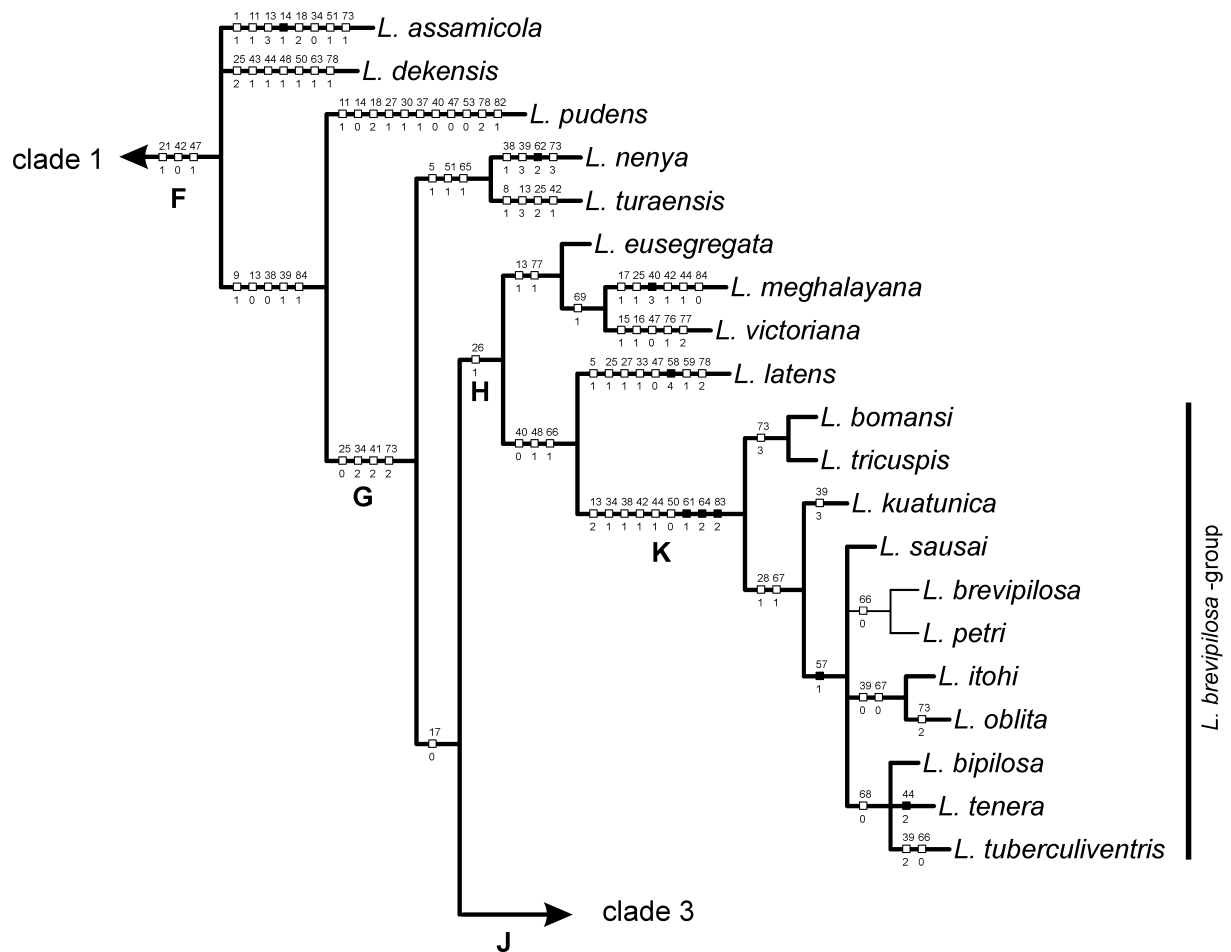 1 11 13 14 18 34 51 73
L. assamicola
1 1 3 1 2 0 1 1
25 43 44 48 50 63 78
L. dekensis
2 1 1 1 1 1 1
11 14 18 27 30 37 40 47 53 78 82
L. pudens
1 0 2 1 1 1 0 0 0 2 1
21 42 47
clade 1
1 0 1
F
38 39 62 73
L. nenya
1 3 2 3
5 51 65
1 1 1
8 13 25 42
L. turaensis
1 3 2 1
L. eusegregata
13 77
1 1
9 13 38 39 84
1 0 0 1 1
17 25 40 42 44 84
L. meghalayana
1 1 3 1 1 0
69
1
15 16 47 76 77
L. victoriana
1 1 0 1 2
26
1
H
5 25 27 33 47 58 59 78
L. latens
1 1 1 1 0 4 1 2
40 48 66
0 1 1
L. bomansi
73
3
L. tricuspis
25 34 41 73
0 2 2 2
G
13 34 38 42 44 50 61 64 83
2 1 1 1 1 0 1 2 2
K
39
L. kuatunica
3
L. sausai
28 67
1 1
66
0
L. brevipilosa
L. petri
57
1
L. itohi
39 67
0 0
73
L. oblita
2
17
0
L. bipilosa
68
0
44
L. tenera
2
39 66
L. tuberculiventris
2 0
L. brevipilosa -group
clade 3
J